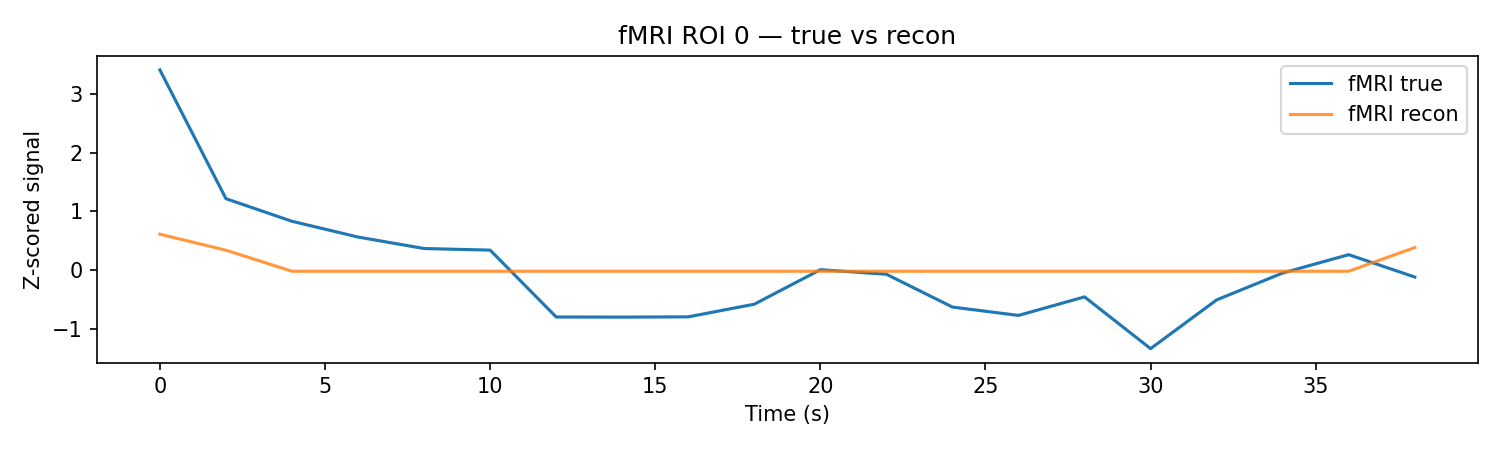 fMRI ROI 0 — true vs recon
fMRI true
fMRI recon
Z-scored signal
3
2
1
0
−1
0 5 10 15 20 25 30 35
Time (s)